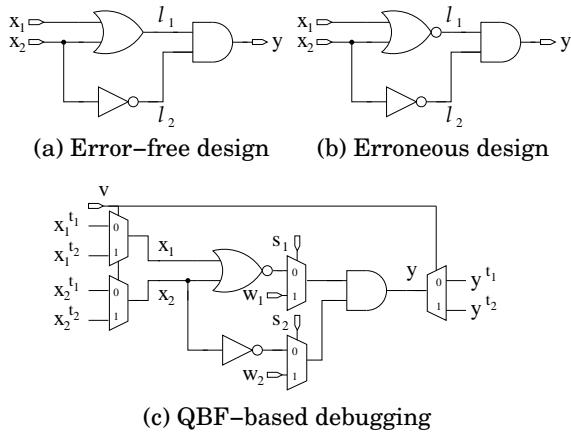 x₁
x₂
l₁
l₂
y
(a) Error–free design
x₁
x₂
l₁
l₂
y
(b) Erroneous design
v
x₁ᵗ¹
x₁ᵗ²
x₂ᵗ¹
x₂ᵗ²
0
1
0
1
x₁
x₂
s₁
w₁
0
1
s₂
w₂
0
1
y
0
1
yᵗ¹
yᵗ²
(c) QBF–based debugging